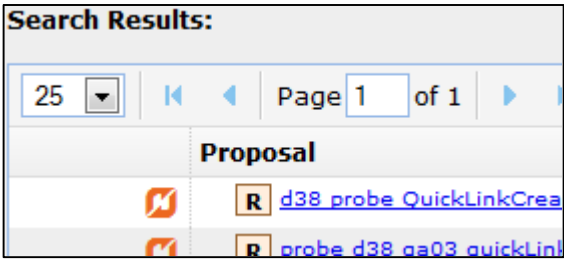 Search Results:
25 Page 1 of 1
Proposal
R d38 probe QuickLinkCrea
R probe d38 qa03 quickLink